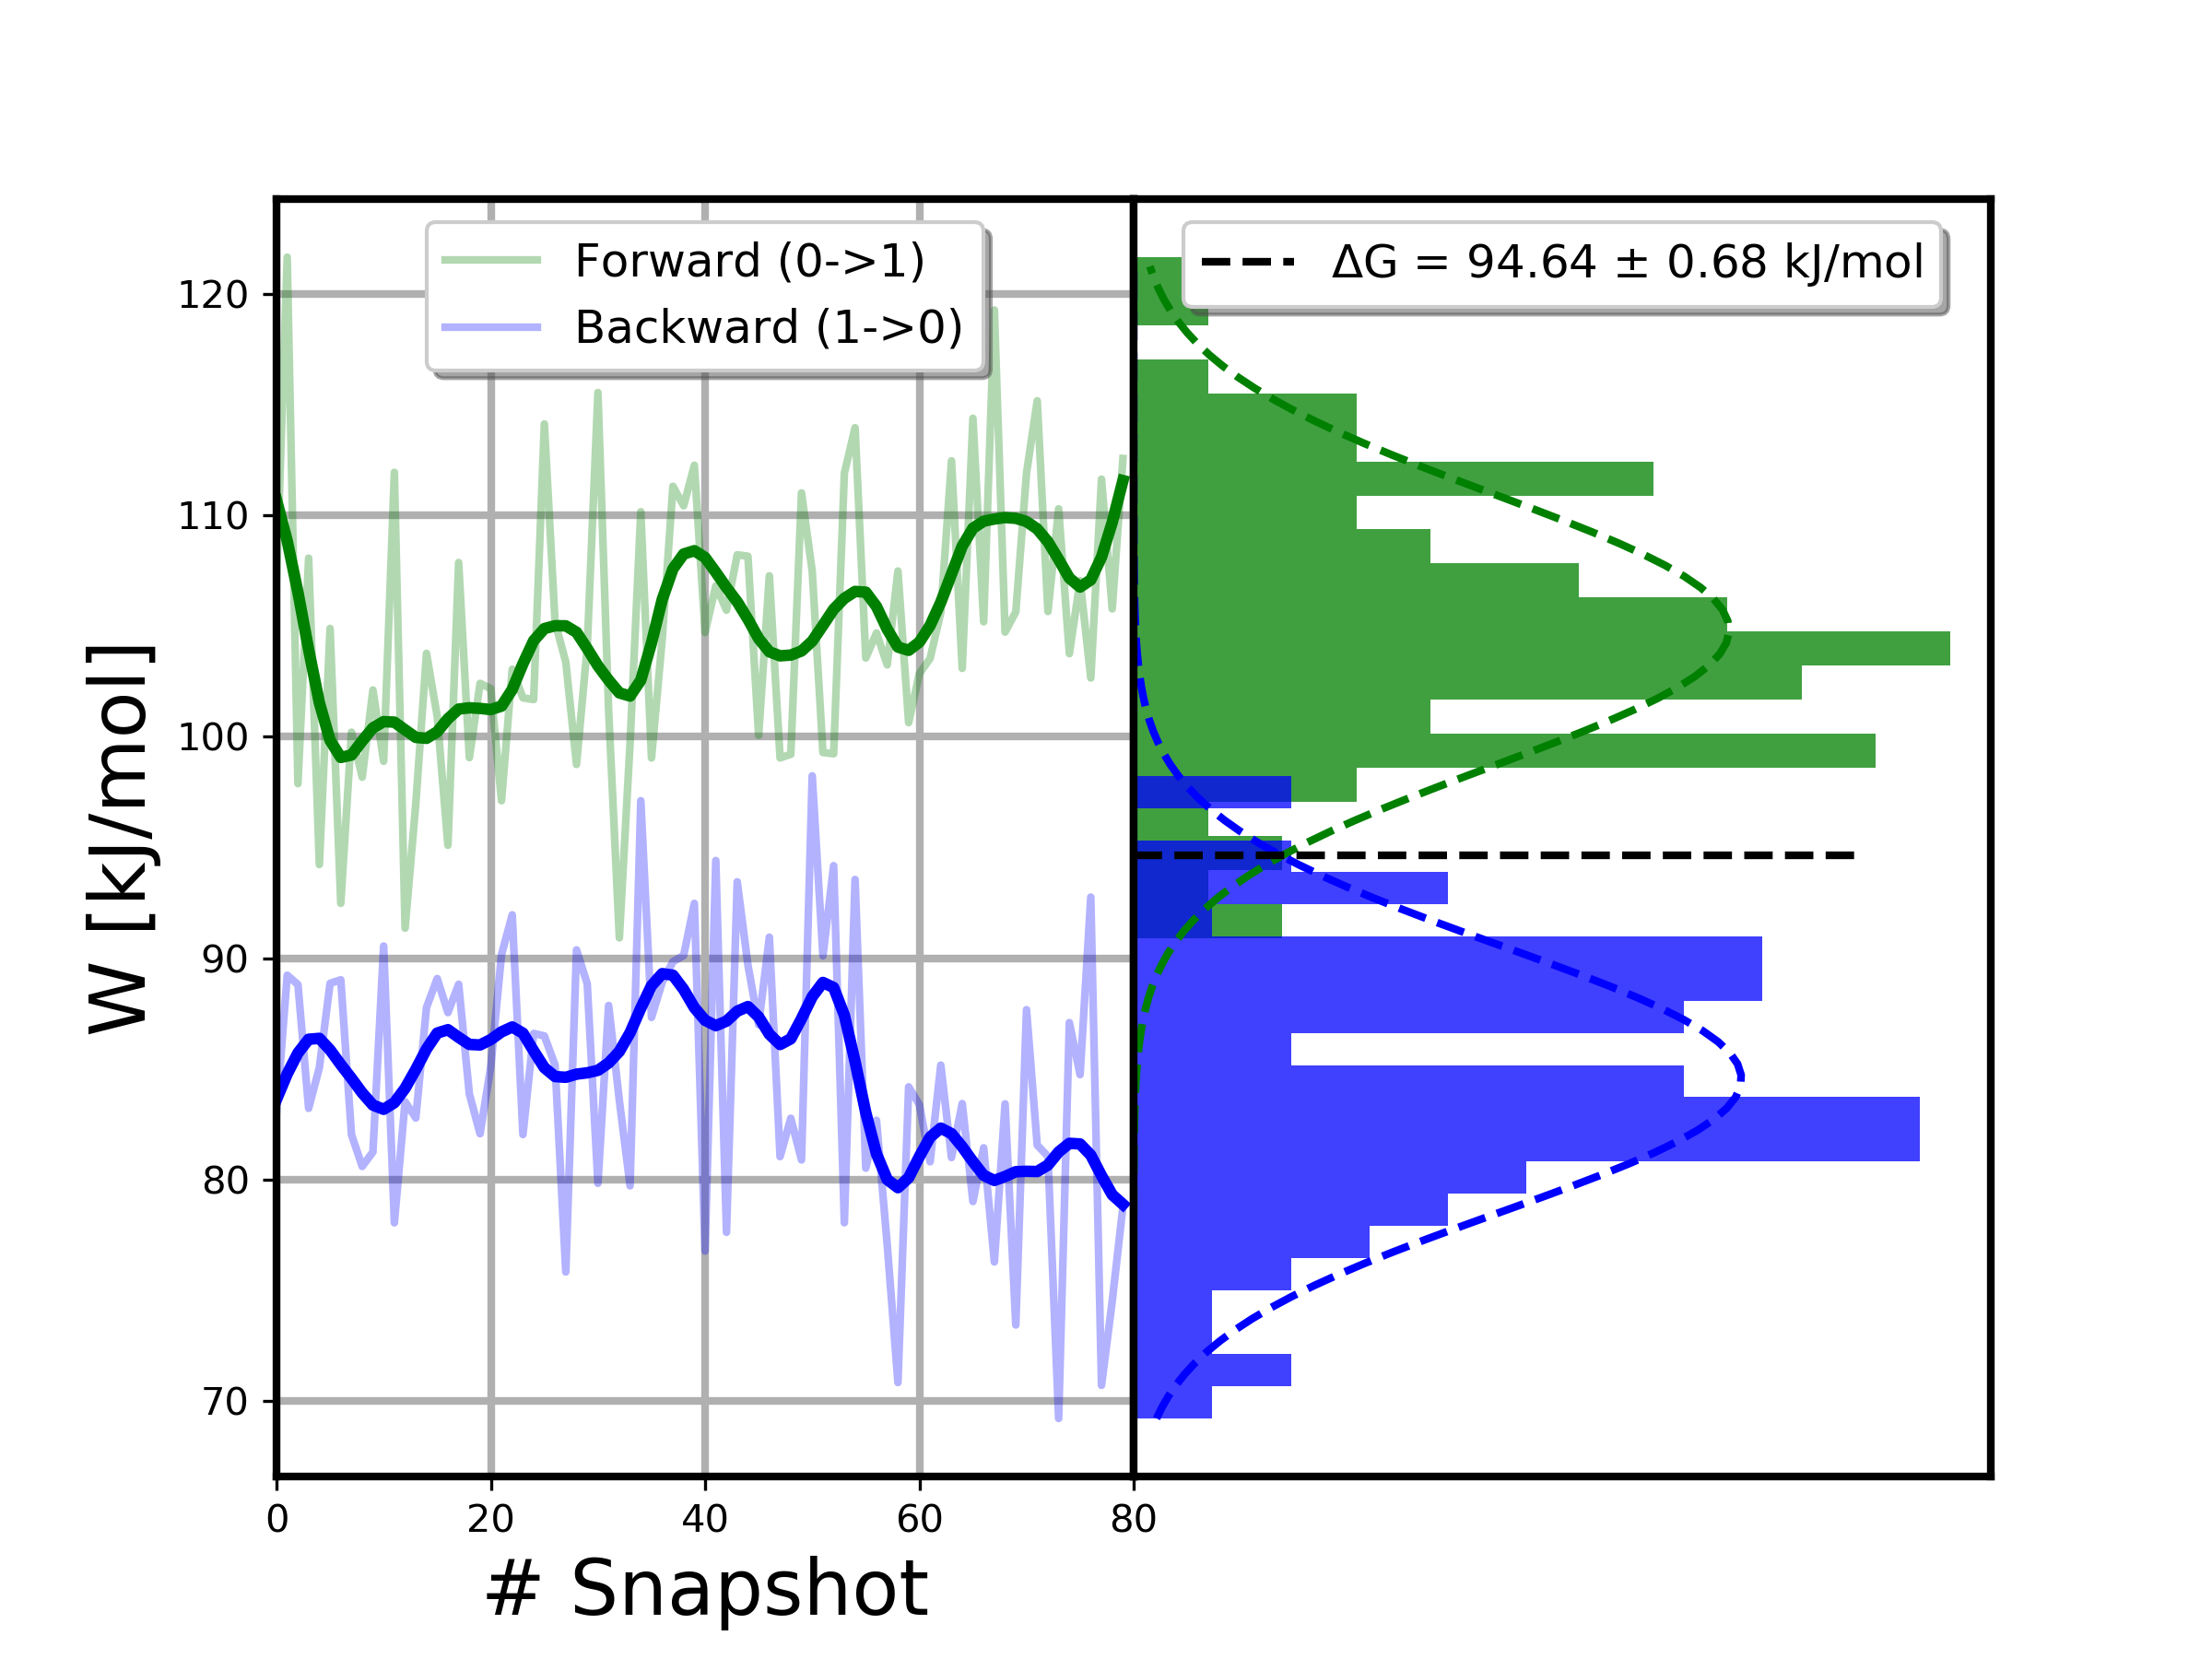 Forward (0->1)
Backward (1->0)
ΔG = 94.64 ± 0.68 kJ/mol
120
110
100
90
80
70
W [kJ/mol]
0
20
40
60
80
# Snapshot